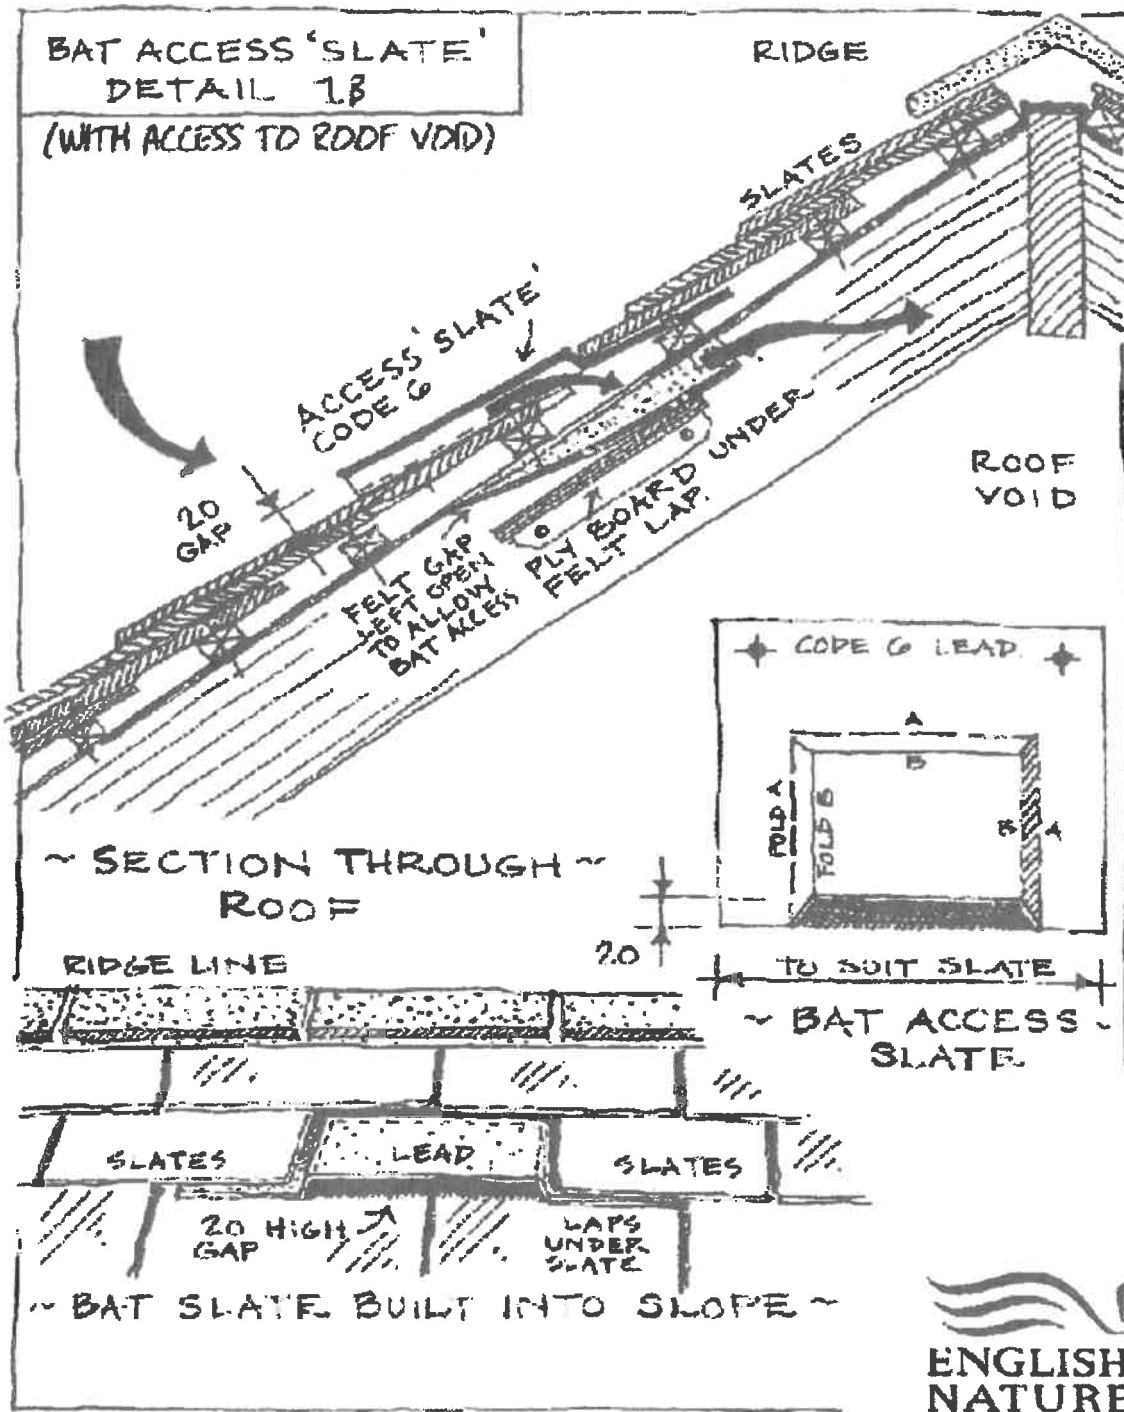 BAT ACCESS 'SLATE'
DETAIL 1B
(WITH ACCESS TO ROOF VOID)
RIDGE
SLATES
ACCESS 'SLATE'
CODE 6
20
GAP
FELT GAP
LEFT OPEN
TO ALLOW
BAT ACCESS
PLY BOARD UNDER
FELT LAP.
ROOF
VOID
~ SECTION THROUGH ~
ROOF
CODE 6 LEAD.
A
B
FOLD A
FOLD B
B
A
20
TO SUIT SLATE
~ BAT ACCESS ~
SLATE
RIDGE LINE
SLATES
LEAD
SLATES
20 HIGH
GAP
LAPS
UNDER
SLATE
~ BAT SLATE BUILT INTO SLOPE ~
ENGLISH
NATURE